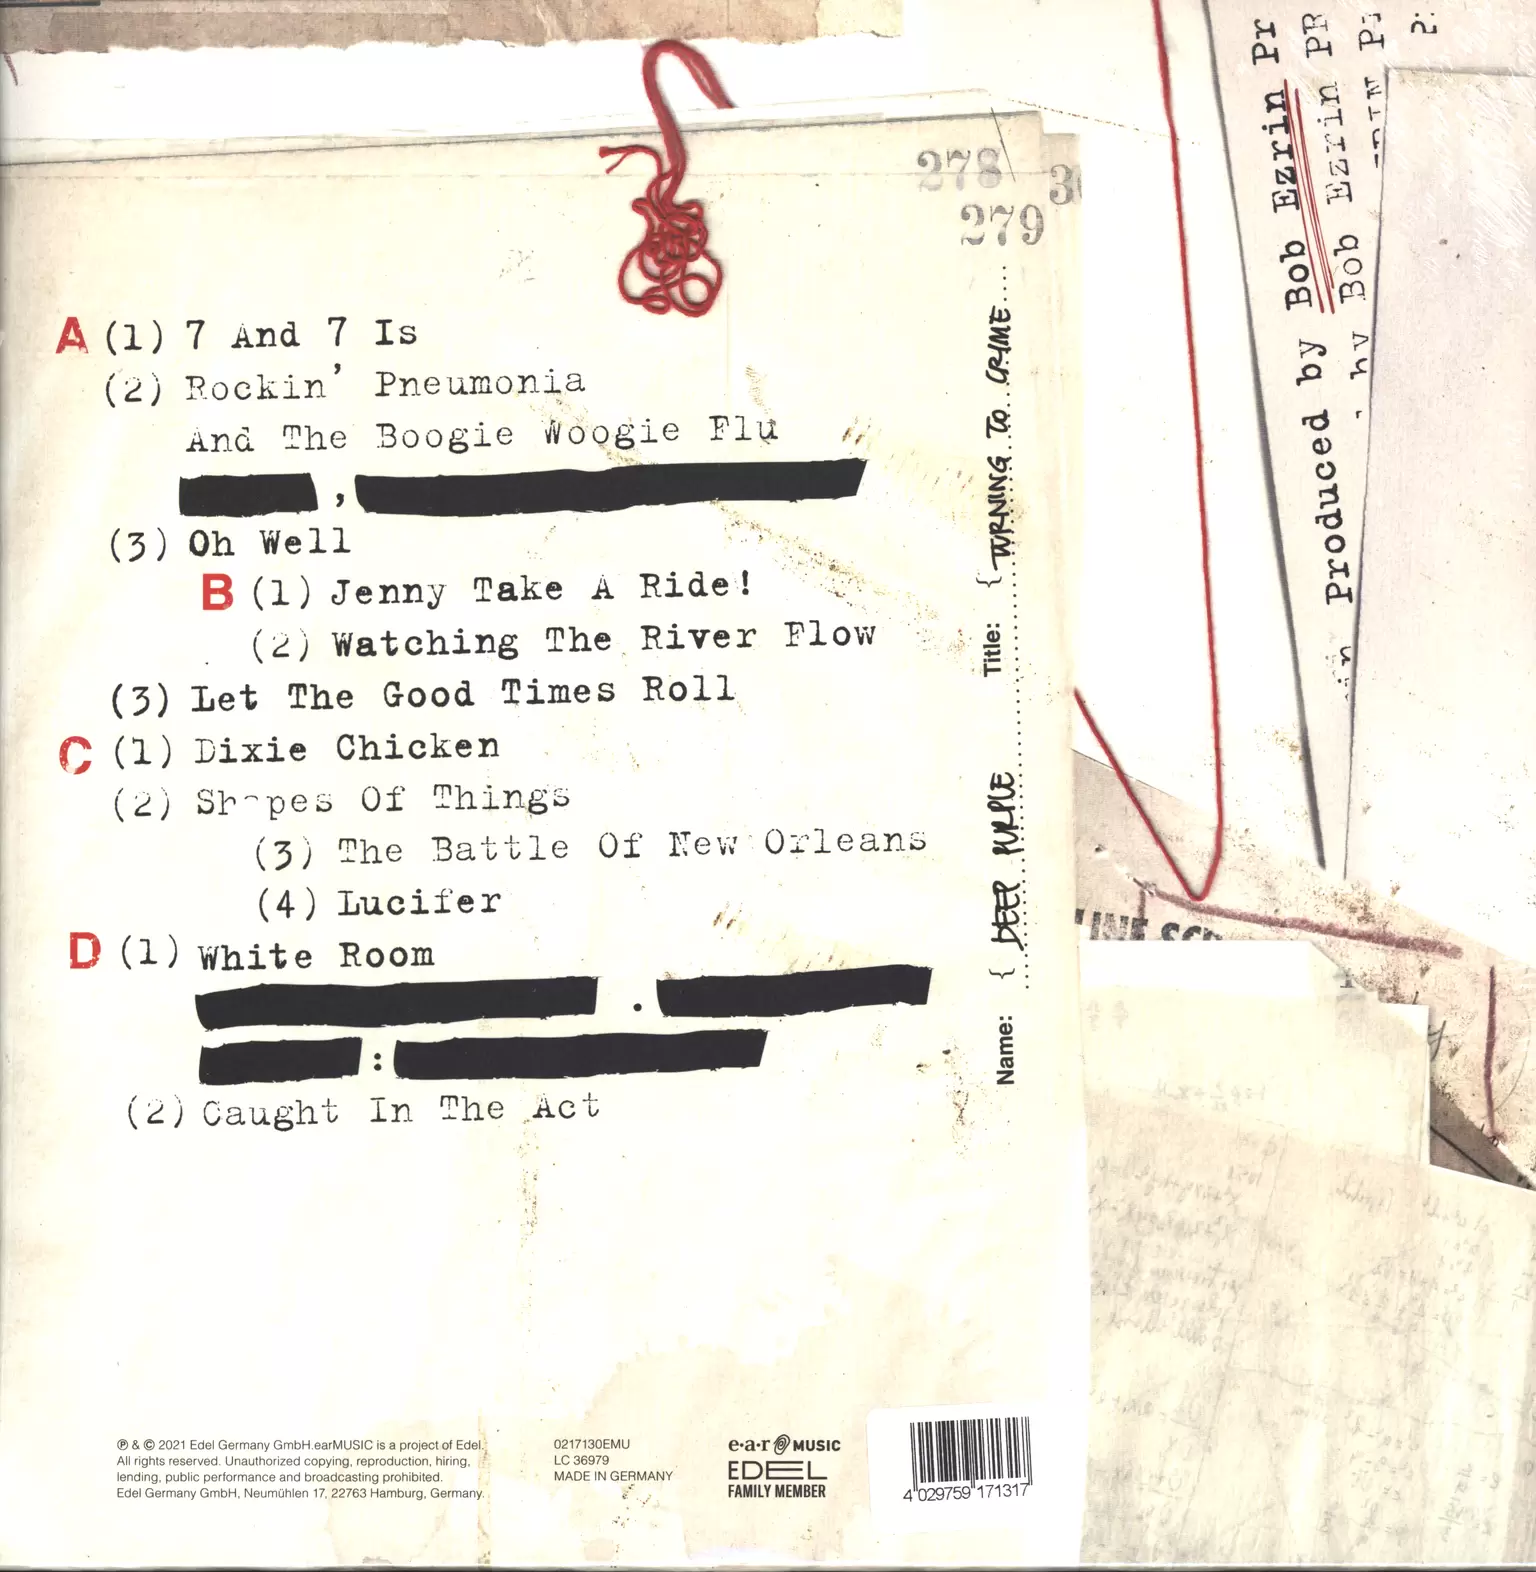 278
279
A (1) 7 And 7 Is
(2) Rockin' Pneumonia
And The Boogie Woogie Flu
,
(3) Oh Well
B (1) Jenny Take A Ride!
(2) Watching The River Flow
(3) Let The Good Times Roll
C (1) Dixie Chicken
(2) Shapes Of Things
(3) The Battle Of New Orleans
(4) Lucifer
D (1) White Room
.
:
(2) Caught In The Act
Name: { DEEP PURPLE
Title: { TURNING TO CRIME
Produced by Bob Ezrin Pr
by Bob Ezrin PR
℗ & © 2021 Edel Germany GmbH.earMUSIC is a project of Edel.
All rights reserved. Unauthorized copying, reproduction, hiring,
lending, public performance and broadcasting prohibited.
Edel Germany GmbH, Neumühlen 17, 22763 Hamburg, Germany.
0217130EMU
LC 36979
MADE IN GERMANY
e·a·r MUSIC
EDEL
FAMILY MEMBER
4 029759 171317